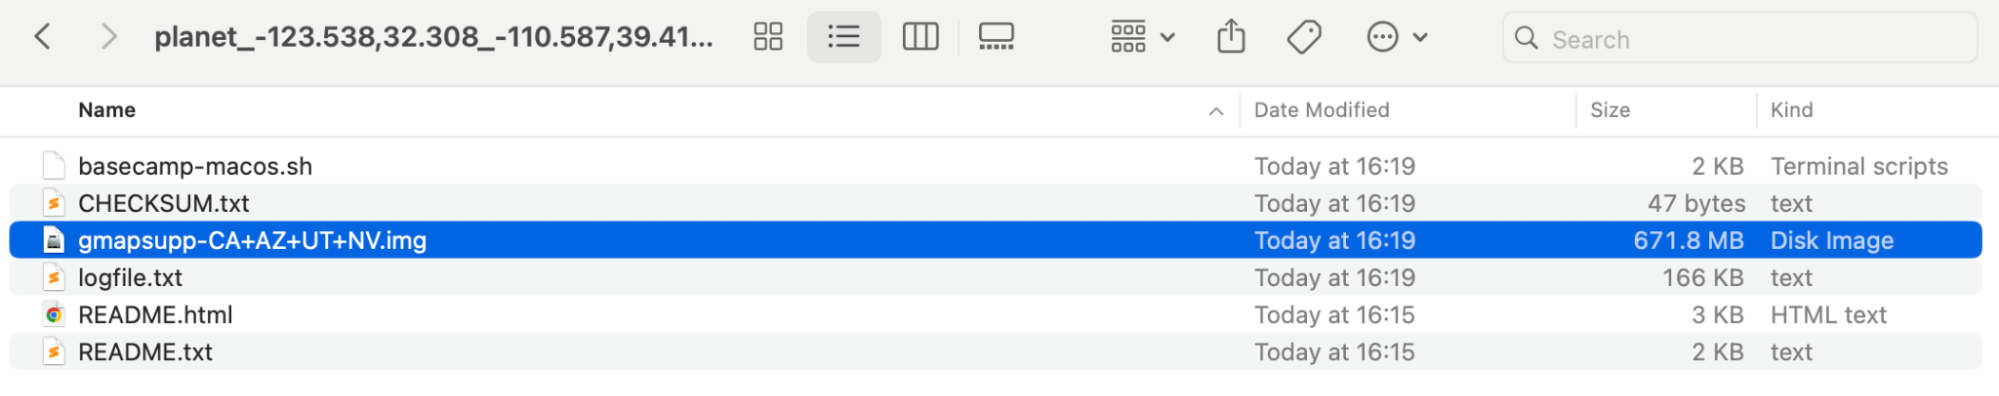 planet_-123.538,32.308_-110.587,39.41... Search
Name Date Modified Size Kind
basecamp-macos.sh Today at 16:19 2 KB Terminal scripts
CHECKSUM.txt Today at 16:19 47 bytes text
gmapsupp-CA+AZ+UT+NV.img Today at 16:19 671.8 MB Disk Image
logfile.txt Today at 16:19 166 KB text
README.html Today at 16:15 3 KB HTML text
README.txt Today at 16:15 2 KB text